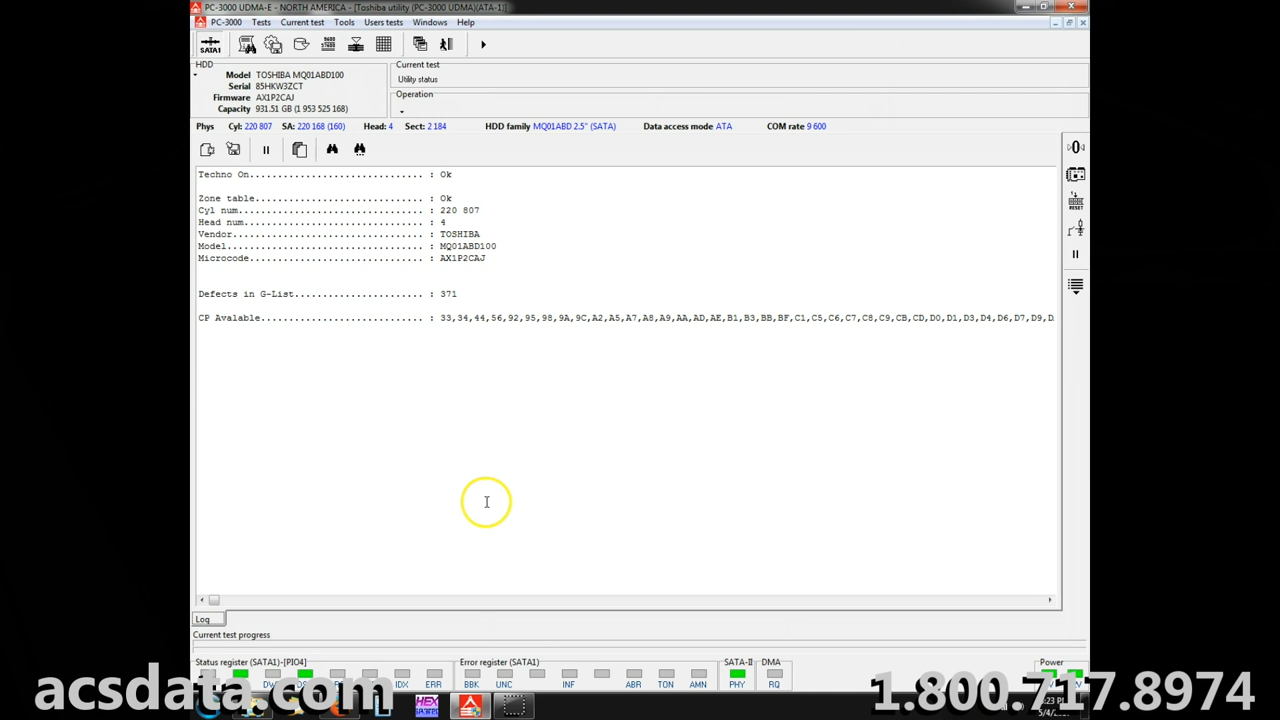 PC-3000 UDMA-E - NORTH AMERICA - [Toshiba utility (PC-3000 UDMA)(ATA-1)]
PC-3000 Tests Current test Tools Users tests Windows Help
SATA1
HDD
Model TOSHIBA MQ01ABD100
Serial 85HKW3ZCT
Firmware AX1P2CAJ
Capacity 931.51 GB (1 953 525 168)
Current test
Utility status
Operation
Phys Cyl: 220 807 SA: 220 168 (160) Head: 4 Sect: 2 184 HDD family MQ01ABD 2.5" (SATA) Data access mode ATA COM rate 9 600
RESET
Techno On............................. : Ok
Zone table............................ : Ok
Cyl num............................... : 220 807
Head num.............................. : 4
Vendor................................ : TOSHIBA
Model................................. : MQ01ABD100
Microcode............................. : AX1P2CAJ
Defects in G-List..................... : 371
CP Avalable........................... : 33,34,44,56,92,95,98,9A,9C,A2,A5,A7,A8,A9,AA,AD,AE,B1,B3,BB,BF,C1,C5,C6,C7,C8,C9,CB,CD,D0,D1,D3,D4,D6,D7,D9,D
Log
Current test progress
Status register (SATA1)-[PIO4]
IDX ERR
Error register (SATA1)
BBK UNC INF ABR TON AMN
SATA-II
PHY
DMA
RQ
Power
HEX
acsdata.com
1.800.717.8974